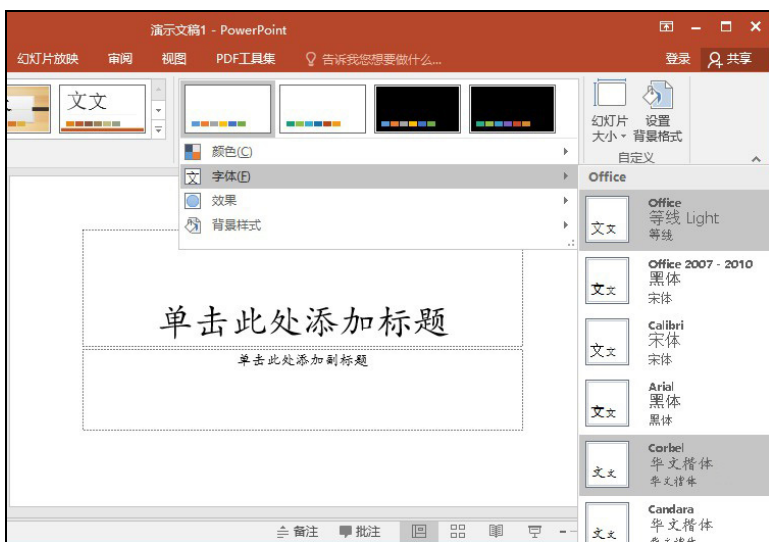 演示文稿1 - PowerPoint
幻灯片放映 审阅 视图 PDF工具集 告诉我您想要做什么... 登录 共享
文文
幻灯片大小 设置背景格式
自定义
颜色(C)
字体(F)
效果
背景样式
Office
文文 Office
等线 Light
等线
文文 Office 2007 - 2010
黑体
宋体
文文 Calibri
宋体
宋体
文文 Arial
黑体
黑体
文文 Corbel
华文楷体
华文楷体
文文 Candara
华文楷体
单击此处添加标题
单击此处添加副标题
备注 批注